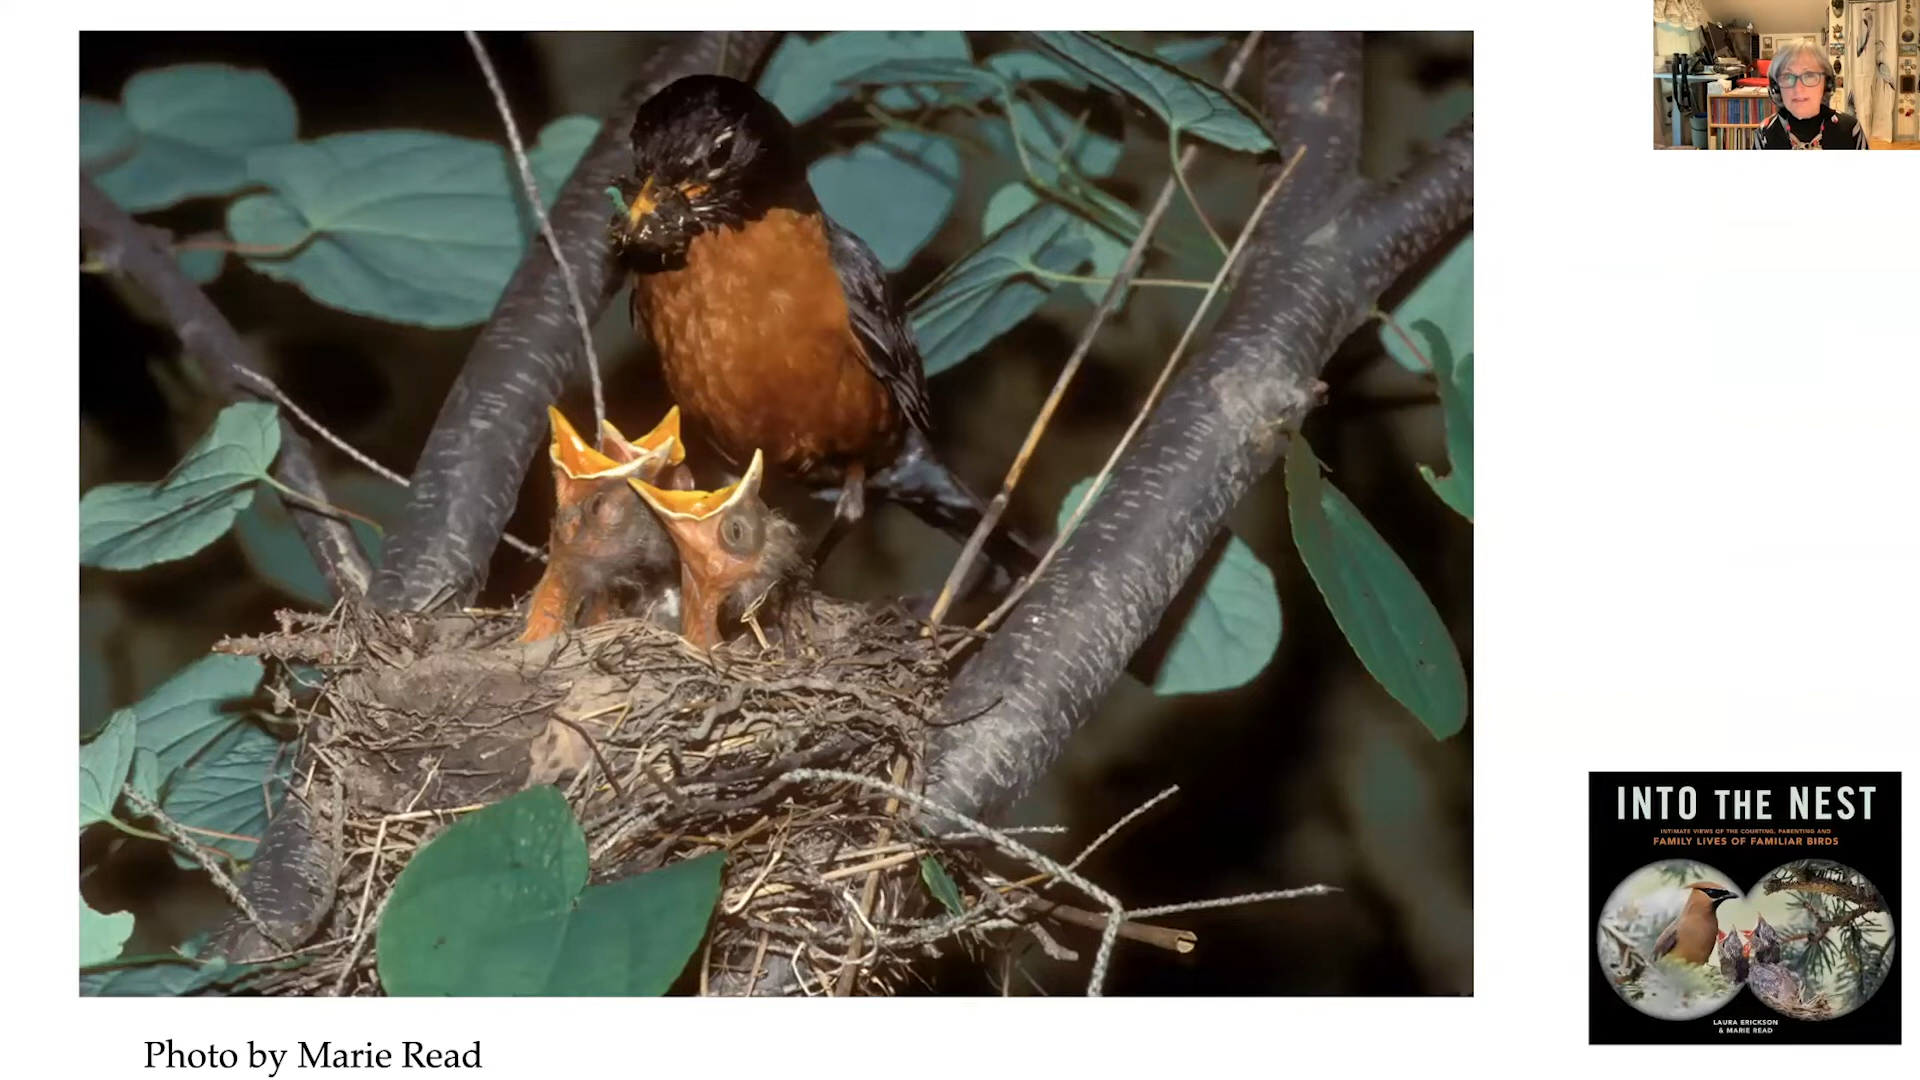 INTO THE NEST
INTIMATE VIEWS OF THE COURTING, PARENTING AND
FAMILY LIVES OF FAMILIAR BIRDS
LAURA ERICKSON
& MARIE READ
Photo by Marie Read